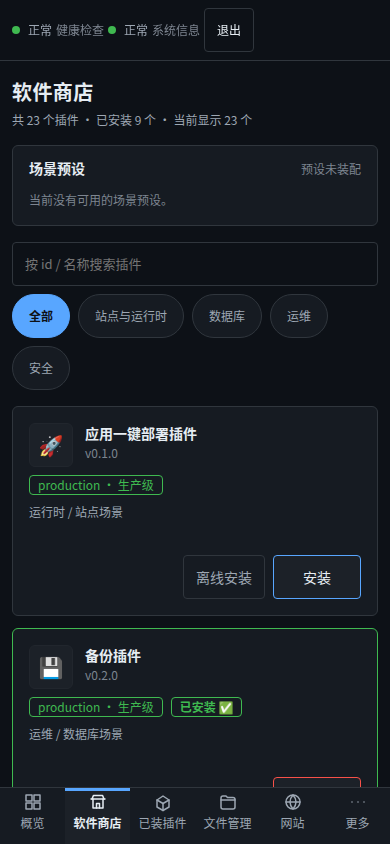 正常 健康检查 正常 系统信息 退出
软件商店
共 23 个插件 • 已安装 9 个 • 当前显示 23 个
场景预设 预设未装配
当前没有可用的场景预设。
按 id / 名称搜索插件
全部 站点与运行时 数据库 运维
安全
应用一键部署插件
v0.1.0
production • 生产级
运行时 / 站点场景
离线安装 安装
备份插件
v0.2.0
production • 生产级 已安装 ✅
运维 / 数据库场景
概览 软件商店 已装插件 文件管理 网站 更多